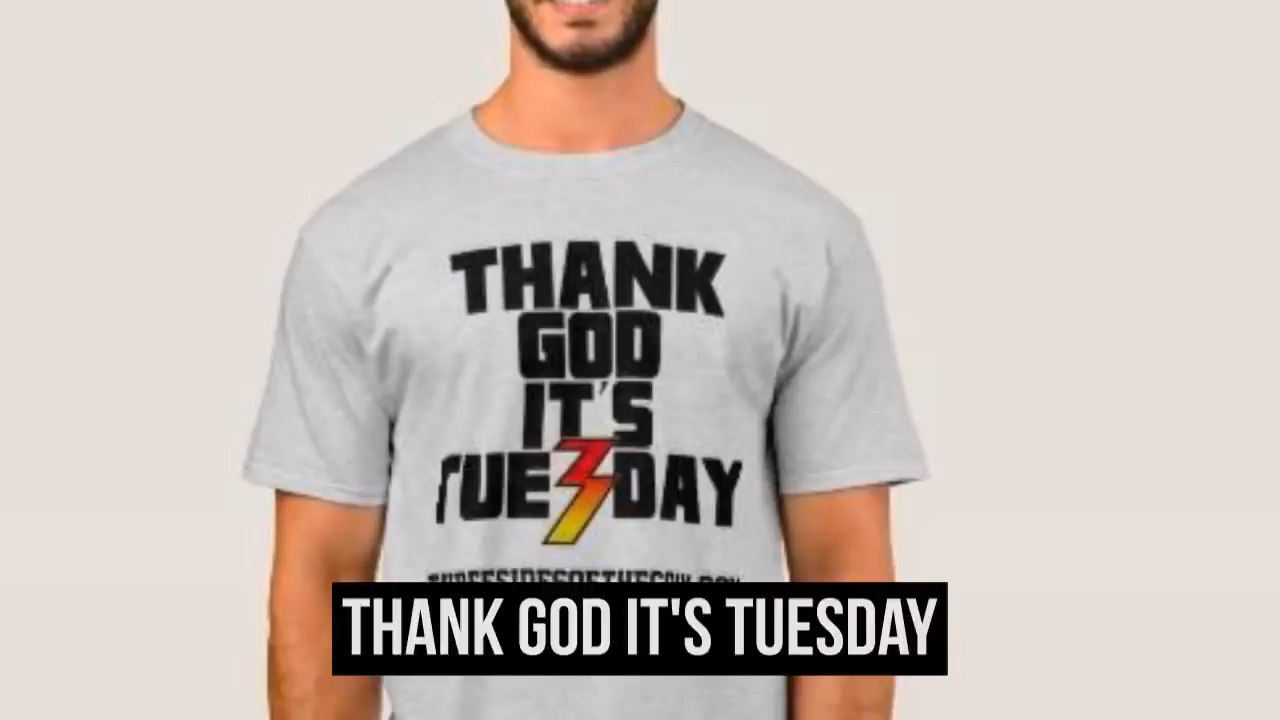 THANK
GOD
IT'S
TUESDAY
THANK GOD IT'S TUESDAY